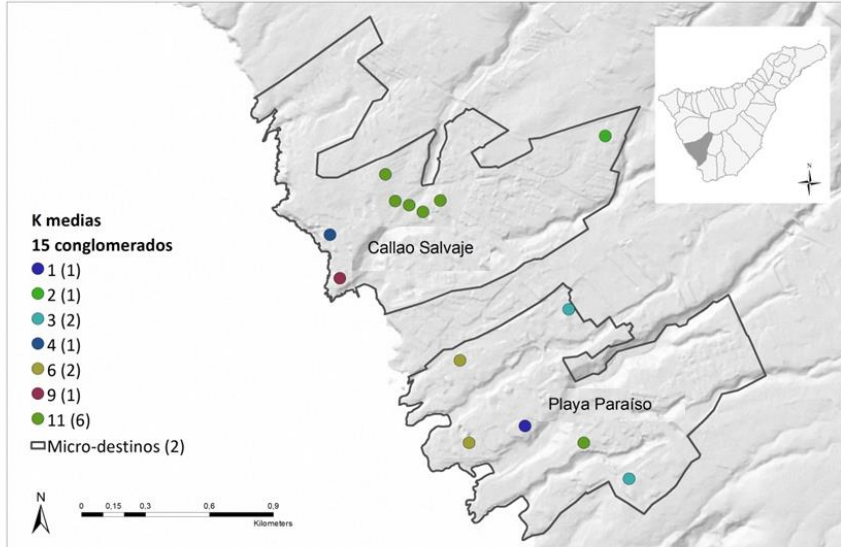 N
K medias
15 conglomerados
1 (1)
2 (1)
3 (2)
4 (1)
6 (2)
9 (1)
11 (6)
Micro-destinos (2)
Callao Salvaje
Playa Paraíso
N
0 0,15 0,3 0,6 0,9
Kilometers